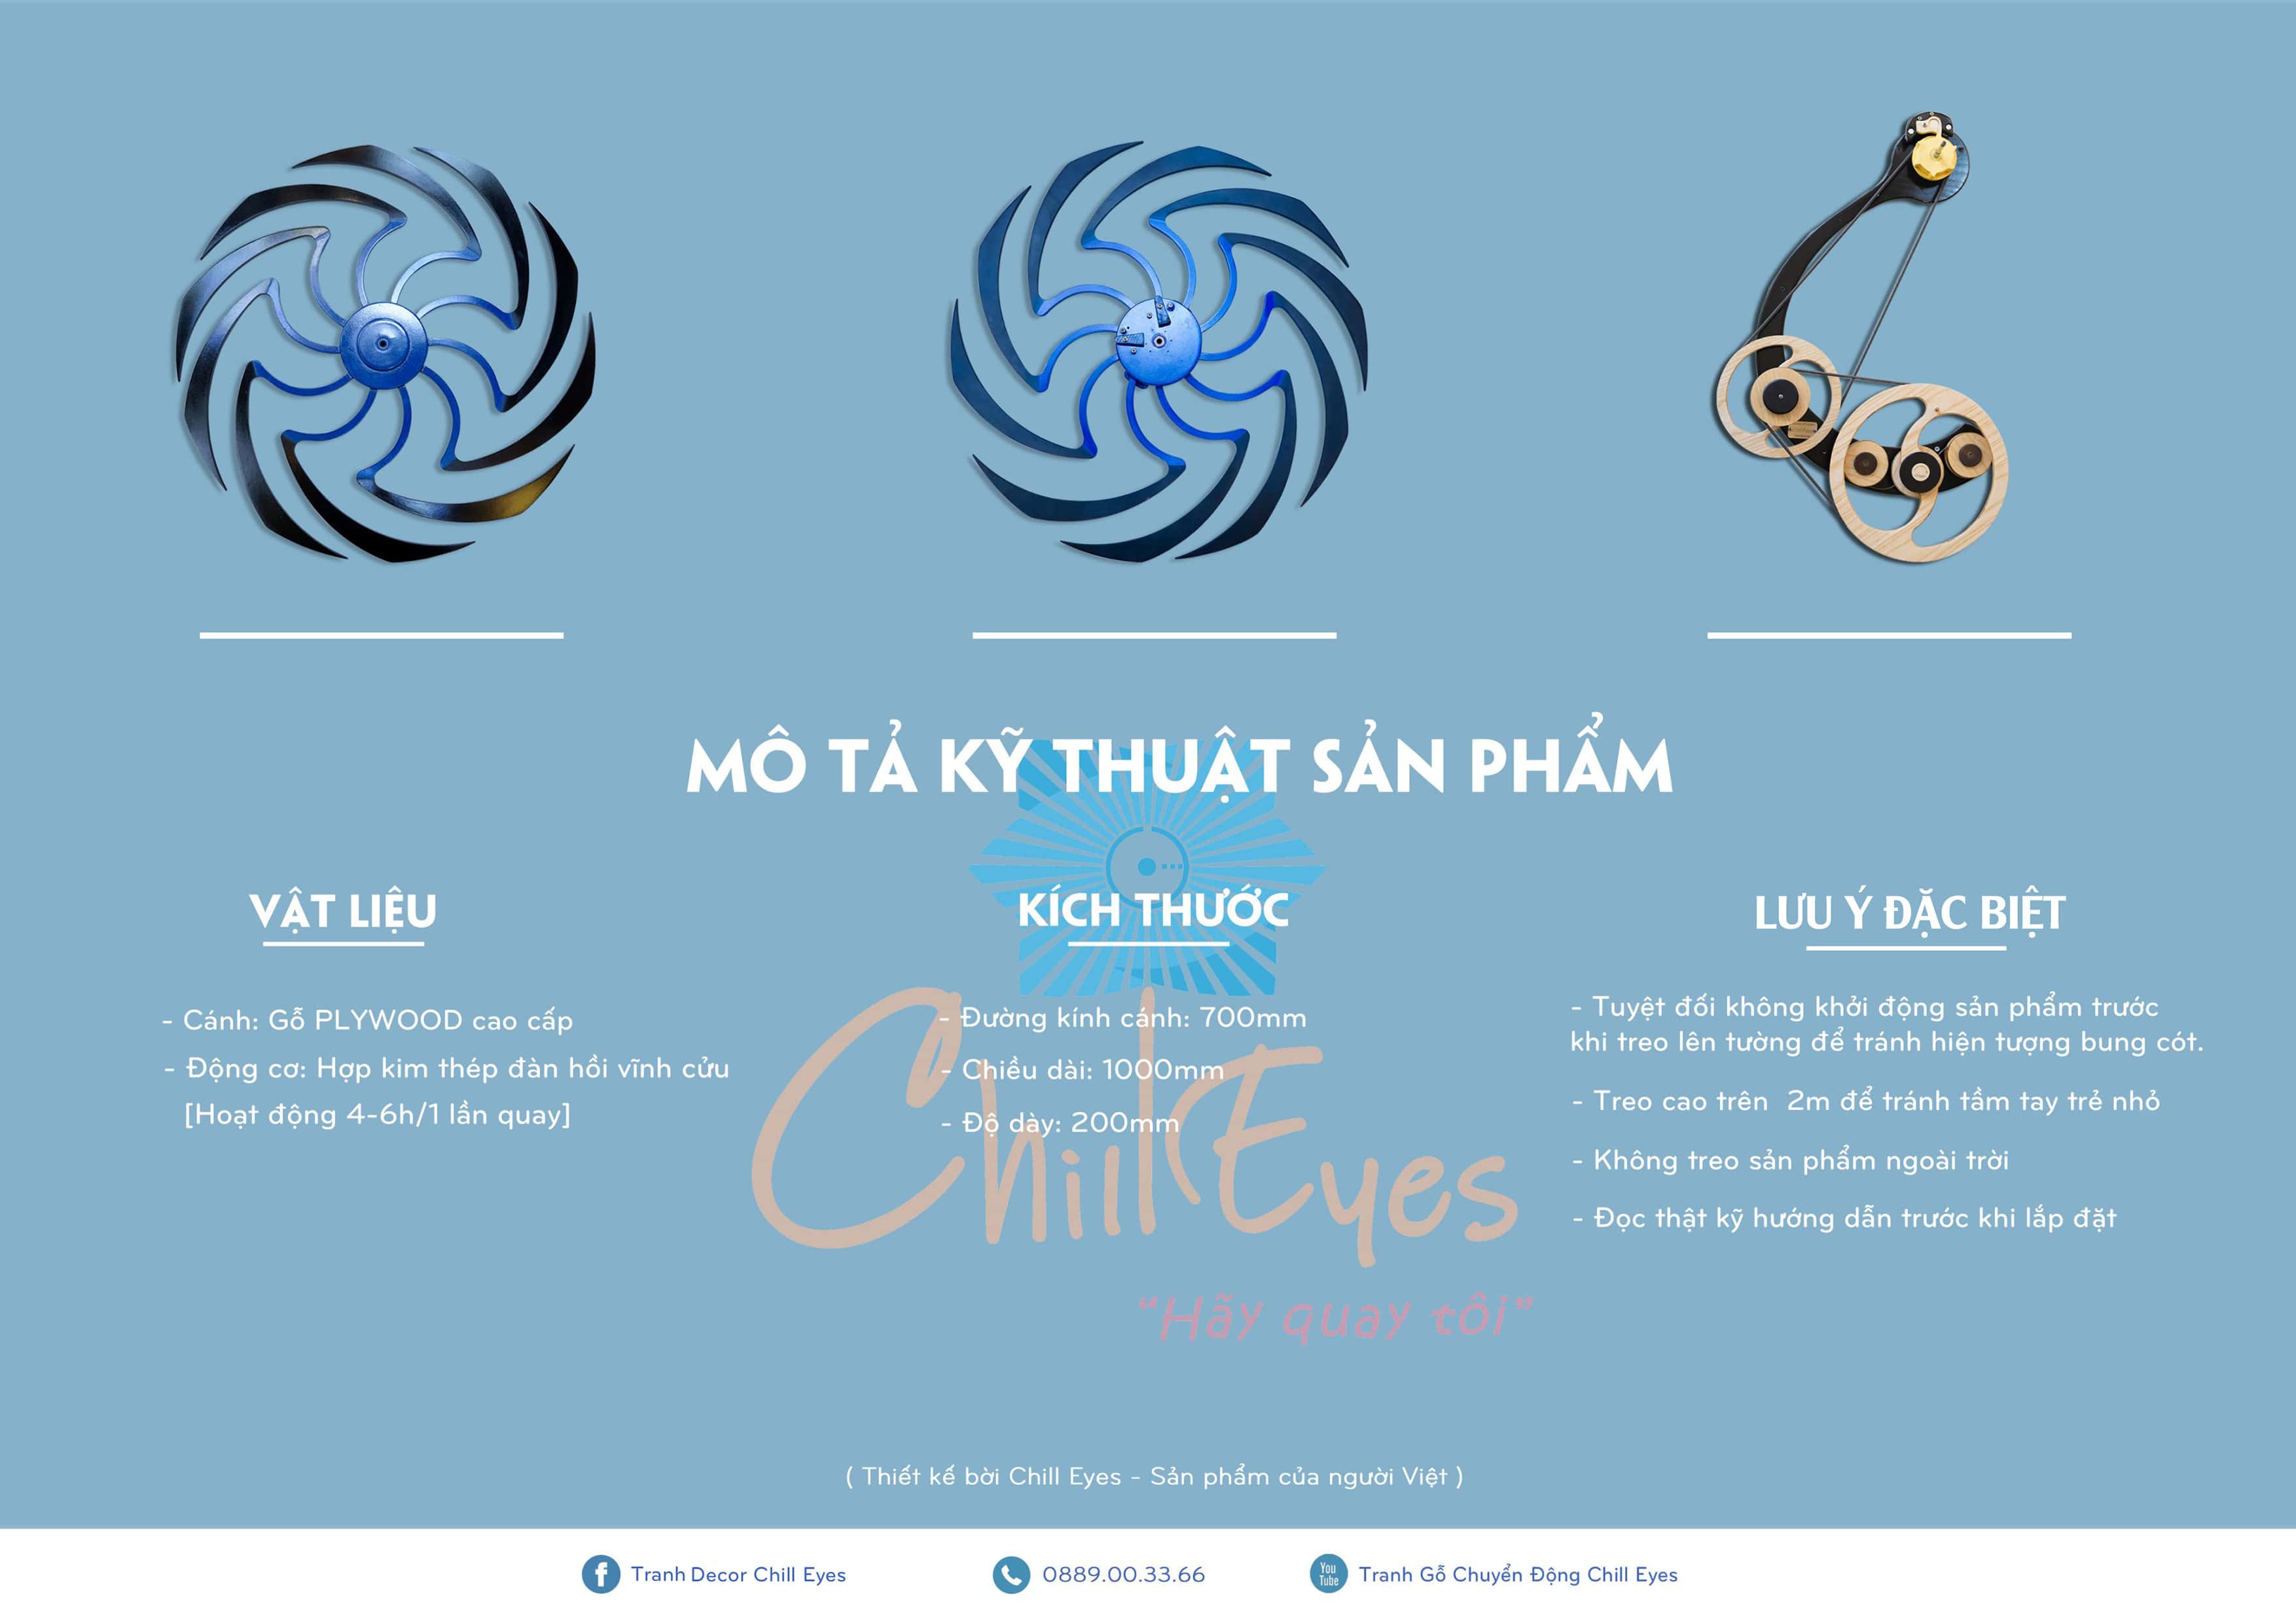 MÔ TẢ KỸ THUẬT SẢN PHẨM
VẬT LIỆU
- Cánh: Gỗ PLYWOOD cao cấp
- Động cơ: Hợp kim thép đàn hồi vĩnh cửu
[Hoạt động 4-6h/1 lần quay]
KÍCH THƯỚC
- Đường kính cánh: 700mm
- Chiều dài: 1000mm
- Độ dày: 200mm
LƯU Ý ĐẶC BIỆT
- Tuyệt đối không khởi động sản phẩm trước
khi treo lên tường để tránh hiện tượng bung cót.
- Treo cao trên 2m để tránh tầm tay trẻ nhỏ
- Không treo sản phẩm ngoài trời
- Đọc thật kỹ hướng dẫn trước khi lắp đặt
Chill Eyes
"Hãy quay tôi"
( Thiết kế bời Chill Eyes - Sản phẩm của người Việt )
f Tranh Decor Chill Eyes
0889.00.33.66
You Tube Tranh Gỗ Chuyển Động Chill Eyes